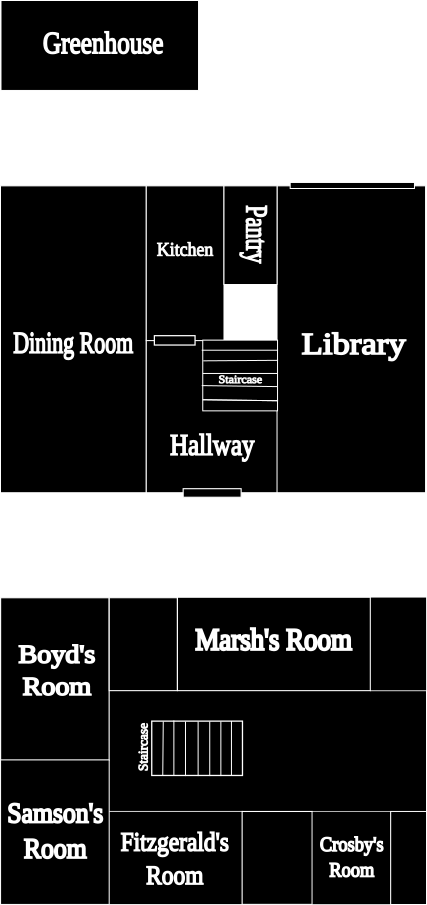 Greenhouse
Kitchen
Pantry
Dining Room
Library
Staircase
Hallway
Boyd's
Room
Marsh's Room
Staircase
Samson's
Room
Fitzgerald's
Room
Crosby's
Room